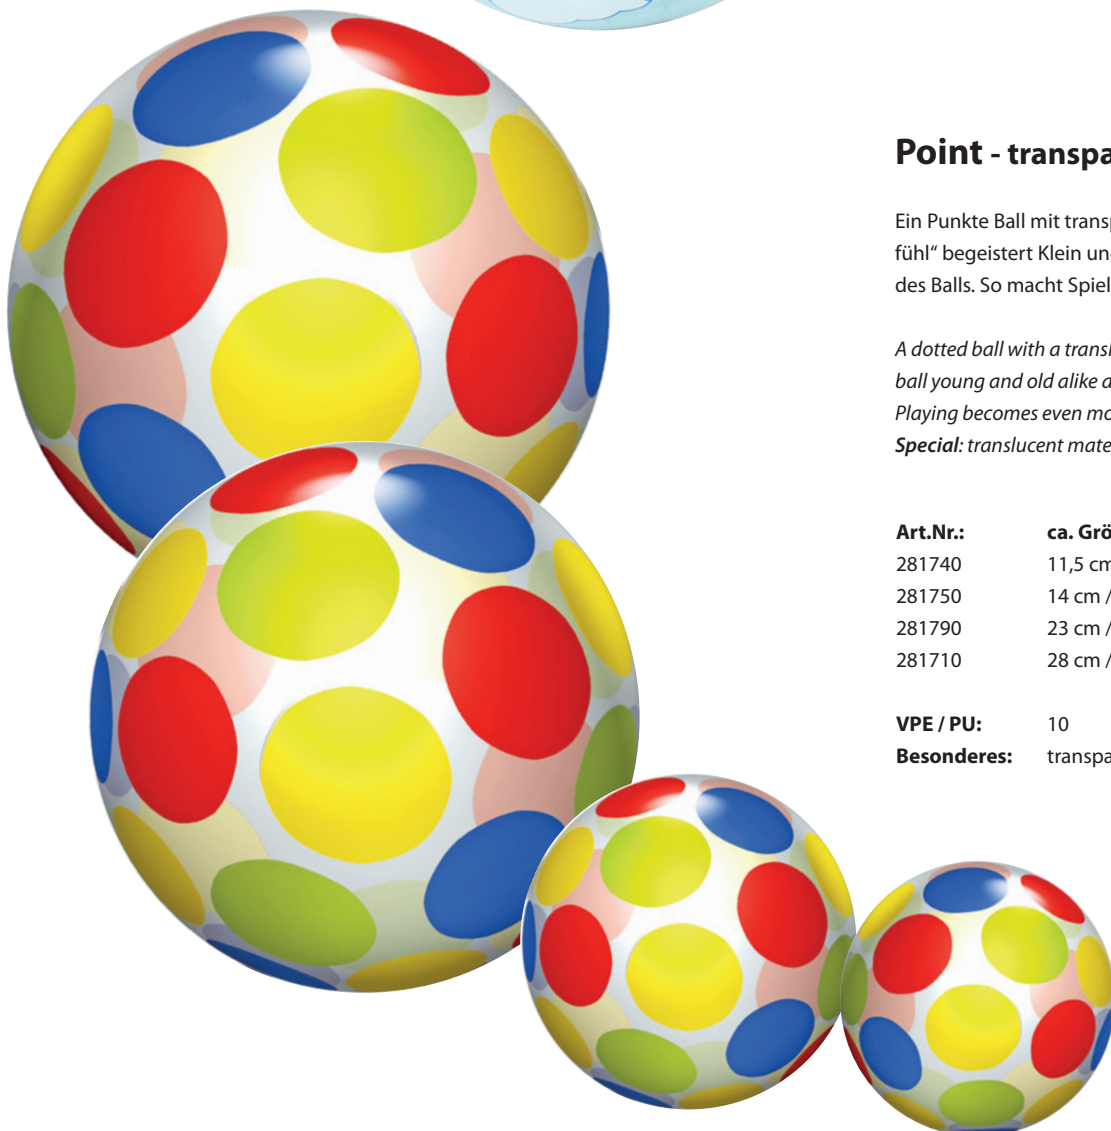 Point - transpa
Ein Punkte Ball mit transp
fühl“ begeistert Klein und
des Balls. So macht Spiel
A dotted ball with a transl
ball young and old alike a
Playing becomes even mo
Special: translucent mate
Art.Nr.: ca. Grö
281740 11,5 cm
281750 14 cm /
281790 23 cm /
281710 28 cm /
VPE / PU: 10
Besonderes: transpa